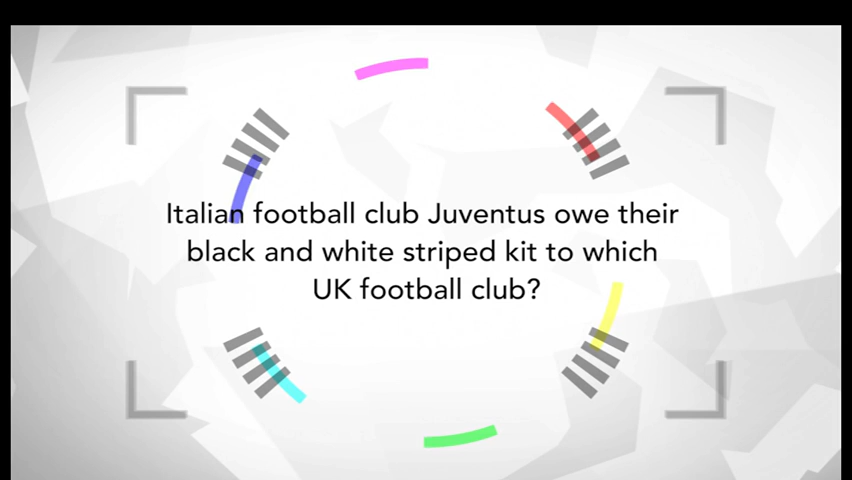 Italian football club Juventus owe their
black and white striped kit to which
UK football club?